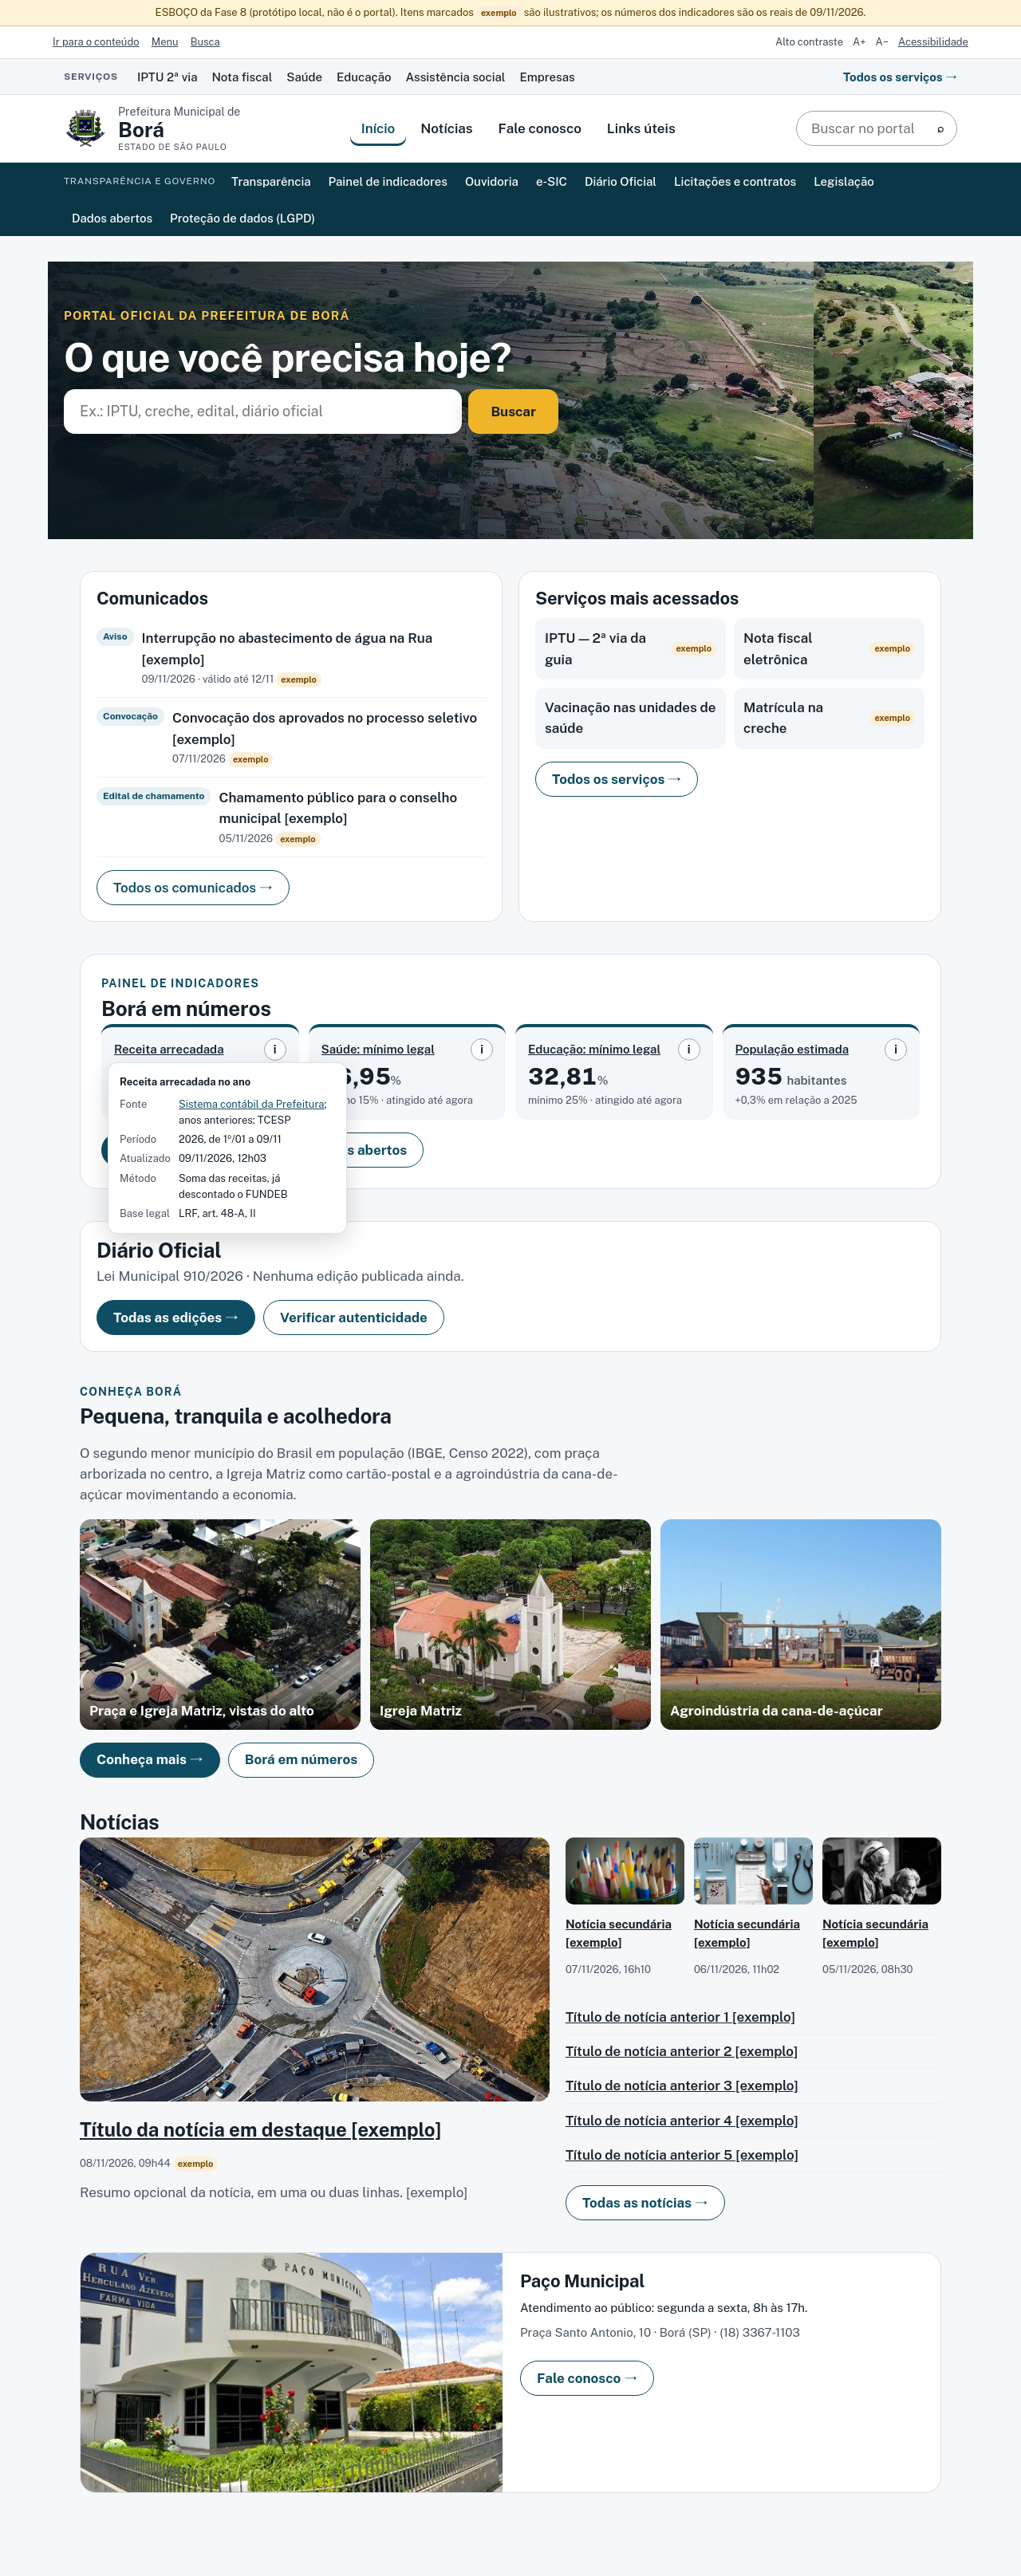 ESBOÇO da Fase 8 (protótipo local, não é o portal). Itens marcados exemplo são ilustrativos; os números dos indicadores são os reais de 09/11/2026.
Ir para o conteúdo Menu Busca
Alto contraste A+ A− Acessibilidade
SERVIÇOS IPTU 2ª via Nota fiscal Saúde Educação Assistência social Empresas
Todos os serviços →
Prefeitura Municipal de
Borá
ESTADO DE SÃO PAULO
Início Notícias Fale conosco Links úteis
Buscar no portal
TRANSPARÊNCIA E GOVERNO Transparência Painel de indicadores Ouvidoria e-SIC Diário Oficial Licitações e contratos Legislação
Dados abertos Proteção de dados (LGPD)
PORTAL OFICIAL DA PREFEITURA DE BORÁ
O que você precisa hoje?
Ex.: IPTU, creche, edital, diário oficial
Buscar
Comunicados
Aviso
Interrupção no abastecimento de água na Rua
[exemplo]
09/11/2026 · válido até 12/11 exemplo
Convocação
Convocação dos aprovados no processo seletivo
[exemplo]
07/11/2026 exemplo
Edital de chamamento
Chamamento público para o conselho
municipal [exemplo]
05/11/2026 exemplo
Todos os comunicados →
Serviços mais acessados
IPTU — 2ª via da
guia
exemplo
Nota fiscal
eletrônica
exemplo
Vacinação nas unidades de
saúde
Matrícula na
creche
exemplo
Todos os serviços →
PAINEL DE INDICADORES
Borá em números
Receita arrecadada i
Receita arrecadada no ano
Fonte Sistema contábil da Prefeitura;
anos anteriores: TCESP
Período 2026, de 1º/01 a 09/11
Atualizado 09/11/2026, 12h03
Método Soma das receitas, já
descontado o FUNDEB
Base legal LRF, art. 48-A, II
Saúde: mínimo legal i
6,95%
no 15% · atingido até agora
Educação: mínimo legal i
32,81%
mínimo 25% · atingido até agora
População estimada i
935 habitantes
+0,3% em relação a 2025
s abertos
Diário Oficial
Lei Municipal 910/2026 · Nenhuma edição publicada ainda.
Todas as edições →
Verificar autenticidade
CONHEÇA BORÁ
Pequena, tranquila e acolhedora
O segundo menor município do Brasil em população (IBGE, Censo 2022), com praça
arborizada no centro, a Igreja Matriz como cartão-postal e a agroindústria da cana-de-
açúcar movimentando a economia.
Praça e Igreja Matriz, vistas do alto
Igreja Matriz
Agroindústria da cana-de-açúcar
Conheça mais →
Borá em números
Notícias
Título da notícia em destaque [exemplo]
08/11/2026, 09h44 exemplo
Resumo opcional da notícia, em uma ou duas linhas. [exemplo]
Notícia secundária
[exemplo]
07/11/2026, 16h10
Notícia secundária
[exemplo]
06/11/2026, 11h02
Notícia secundária
[exemplo]
05/11/2026, 08h30
Título de notícia anterior 1 [exemplo]
Título de notícia anterior 2 [exemplo]
Título de notícia anterior 3 [exemplo]
Título de notícia anterior 4 [exemplo]
Título de notícia anterior 5 [exemplo]
Todas as notícias →
RUA VER.
HERCULANO AZEVEDO
FARMA VIDA
PAÇO MUNICIPAL
Paço Municipal
Atendimento ao público: segunda a sexta, 8h às 17h.
Praça Santo Antonio, 10 · Borá (SP) · (18) 3367-1103
Fale conosco →